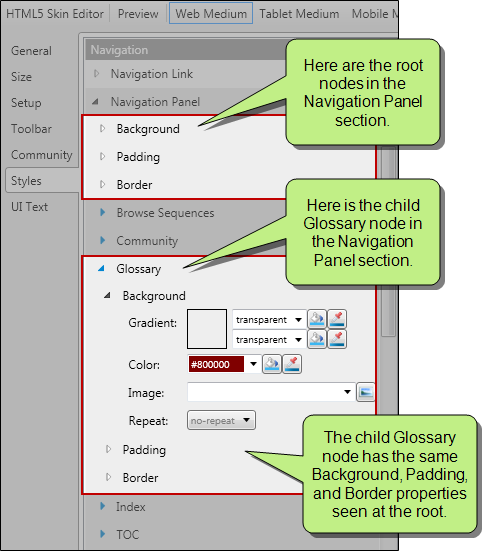 HTML5 Skin Editor Preview Web Medium Tablet Medium Mobile M
General
Size
Setup
Toolbar
Community
Styles
UI Text
Navigation
Navigation Link
Navigation Panel
Background
Padding
Border
Browse Sequences
Community
Glossary
Background
Gradient: transparent
transparent
Color: #800000
Image:
Repeat: no-repeat
Padding
Border
Index
TOC
Here are the root
nodes in the
Navigation Panel
section.
Here is the child
Glossary node in
the Navigation
Panel section.
The child Glossary
node has the same
Background, Padding,
and Border properties
seen at the root.